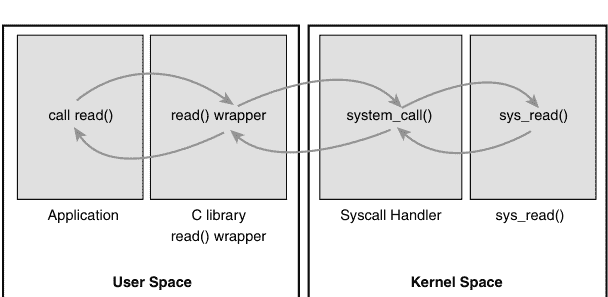 call read()
read() wrapper
system_call()
sys_read()
Application
C library
read() wrapper
Syscall Handler
sys_read()
User Space
Kernel Space